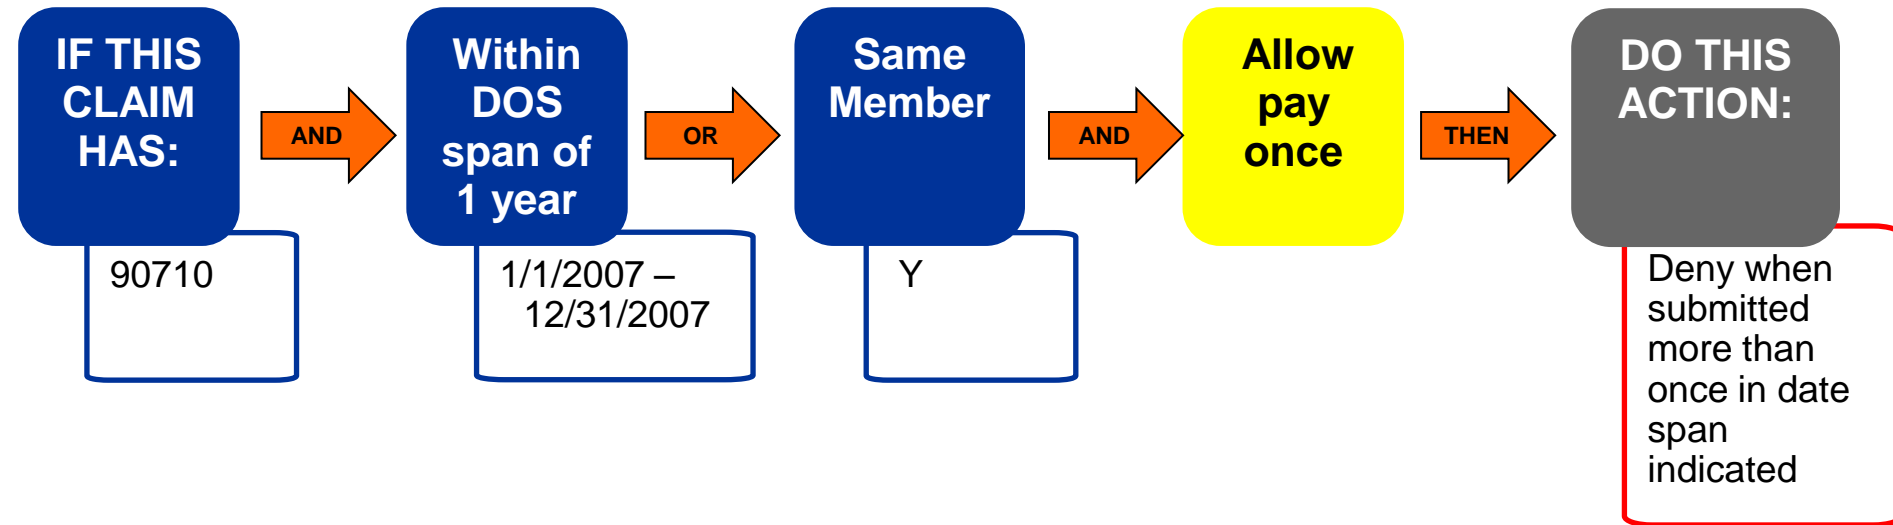 IF THIS
CLAIM
HAS:
90710
AND
Within
DOS
span of
1 year
1/1/2007 –
12/31/2007
OR
Same
Member
Y
AND
Allow
pay
once
THEN
DO THIS
ACTION:
Deny when
submitted
more than
once in date
span
indicated